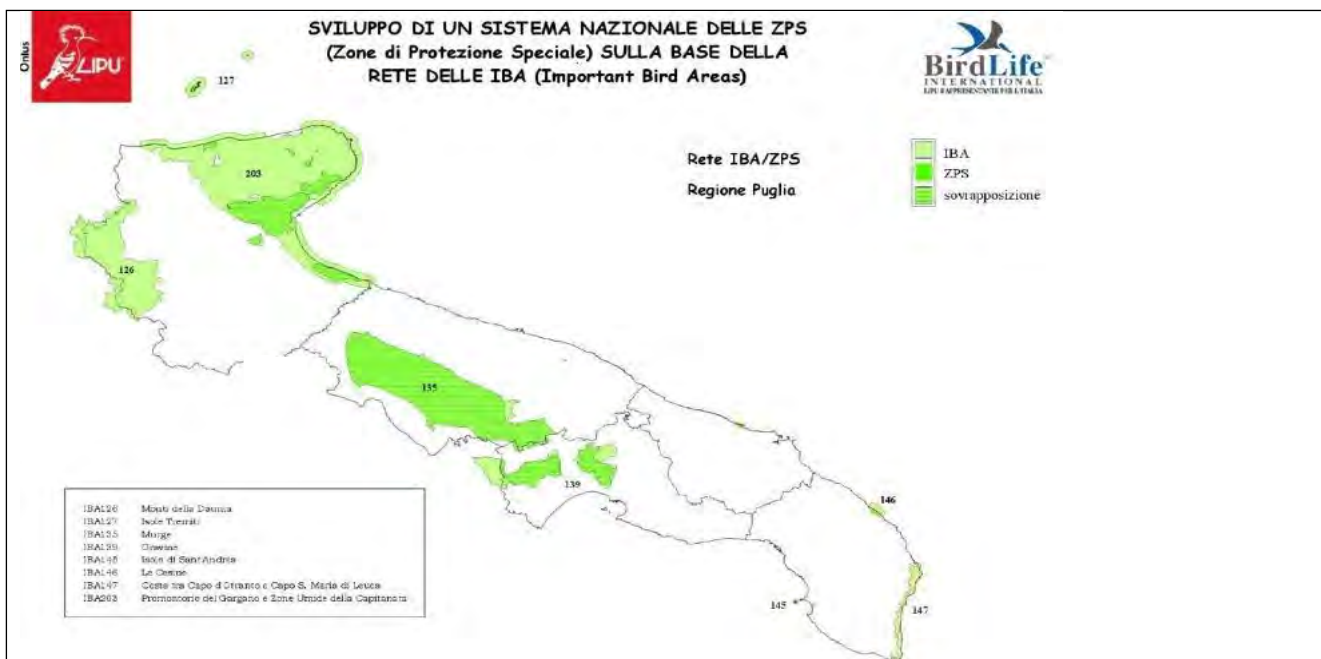 Onlus
LIPU
SVILUPPO DI UN SISTEMA NAZIONALE DELLE ZPS
(Zone di Protezione Speciale) SULLA BASE DELLA
RETE DELLE IBA (Important Bird Areas)
BirdLife
INTERNATIONAL
LIPU RAPPRESENTANTE PER L'ITALIA
127
Rete IBA/ZPS
Regione Puglia
IBA
ZPS
sovrapposizione
203
126
135
139
146
145
147
IBA126 Monti della Daunia
IBA127 Isole Tremiti
IBA135 Murge
IBA139 Gravine
IBA145 Isola di Sant'Andrea
IBA146 Le Cesine
IBA147 Costa tra Capo d'Otranto e Capo S. Maria di Leuca
IBA203 Promontorio del Gargano e Zone Umide della Capitanata